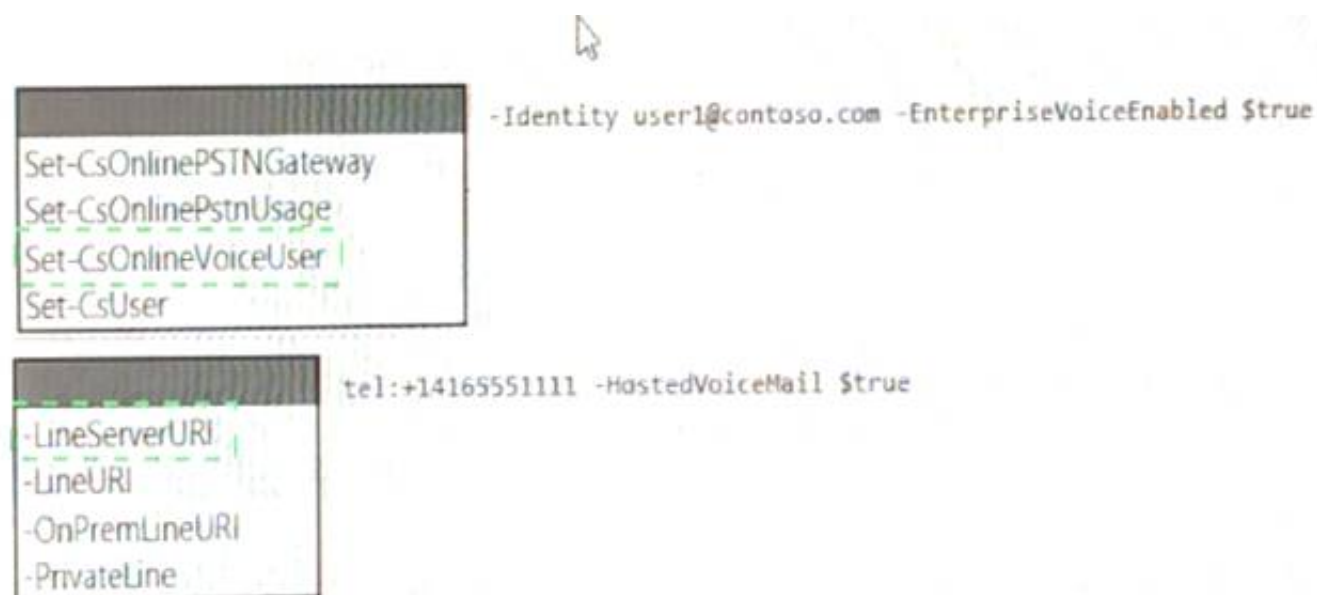 -Identity user1@contoso.com -EnterpriseVoiceEnabled $true
Set-CsOnlinePSTNGateway
Set-CsOnlinePstnUsage
Set-CsOnlineVoiceUser
Set-CsUser
tel:+14165551111 -HostedVoiceMail $true
-LineServerURI
-LineURI
-OnPremLineURI
-PrivateLine